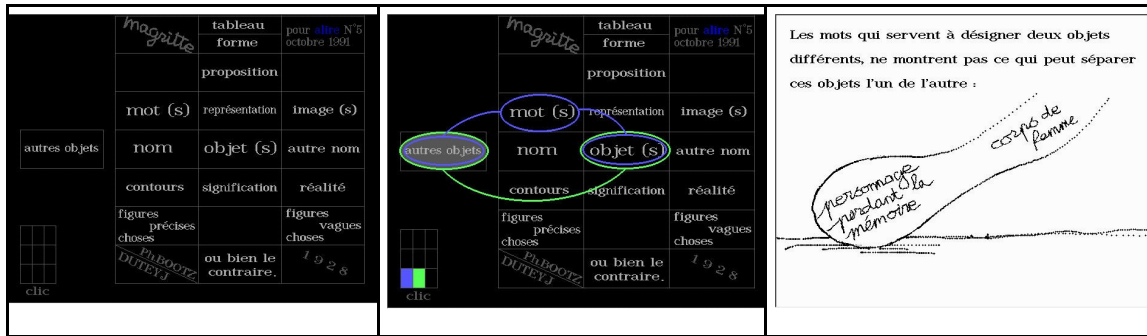 magritte
tableau
pour alire N°5
forme
octobre 1991
proposition
mot (s)
représentation
image (s)
autres objets
nom
objet (s)
autre nom
contours
signification
réalité
figures
précises
choses
figures
vagues
choses
Ph.BOOTZ
DUTEYJ
ou bien le
contraire.
1928
clic
magritte
tableau
pour alire N°5
forme
octobre 1991
proposition
mot (s)
représentation
image (s)
autres objets
nom
objet (s)
autre nom
contours
signification
réalité
figures
précises
choses
figures
vagues
choses
Ph.BOOTZ
DUTEYJ
ou bien le
contraire.
1928
clic
Les mots qui servent à désigner deux objets
différents, ne montrent pas ce qui peut séparer
ces objets l'un de l'autre :
corps de
femme
personnage
perdant la
mémoire